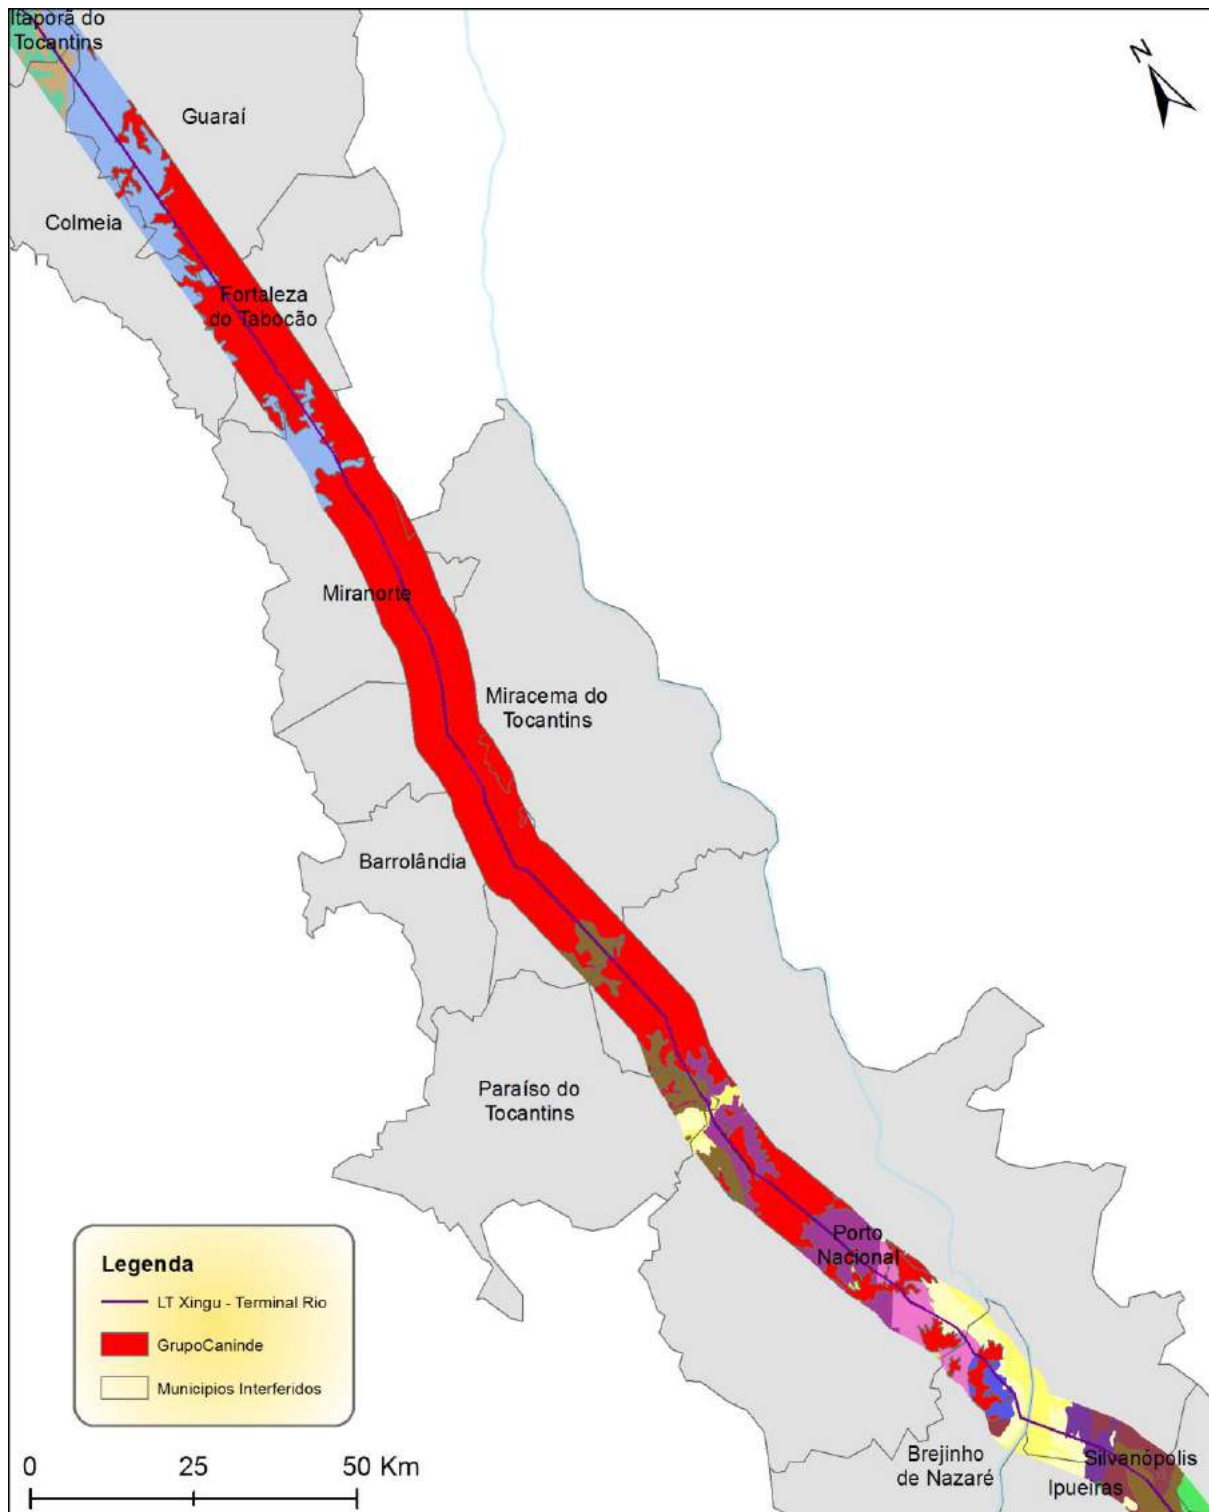 Itaporã do
Tocantins
N
Guaraí
Colmeia
Fortaleza
do Tabocão
Miranorte
Miracema do
Tocantins
Barrolândia
Paraíso do
Tocantins
Porto
Nacional
Legenda
LT Xingu - Terminal Rio
GrupoCaninde
Municipios Interferidos
Brejinho
de Nazaré
Silvanópolis
Ipueiras
0 25 50 Km